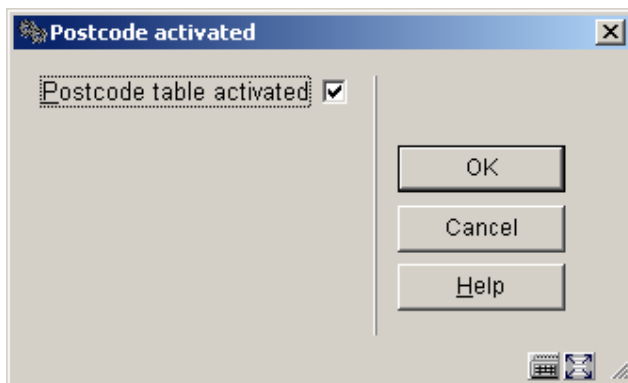 Postcode activated
Postcode table activated
OK
Cancel
Help